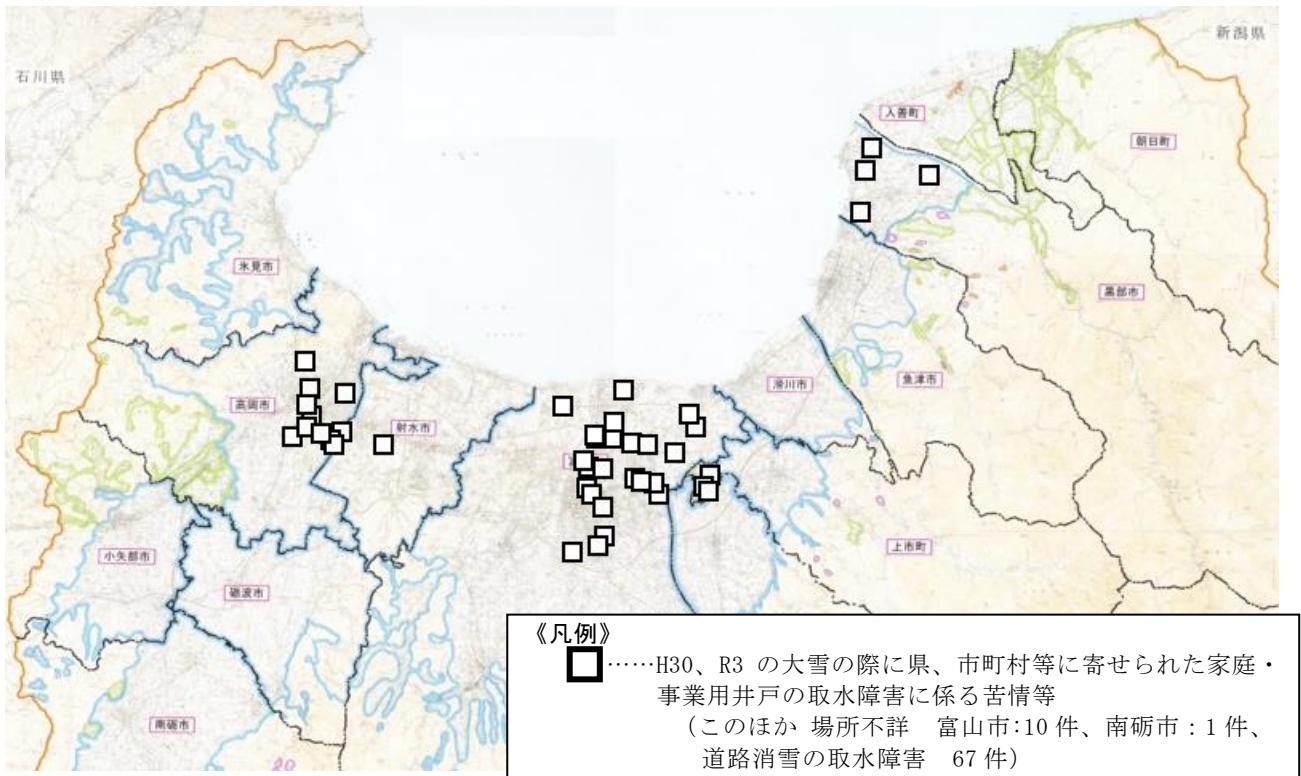 石川県
新潟県
入善町
朝日町
氷見市
黒部市
滑川市
魚津市
高岡市
射水市
小矢部市
上市町
砺波市
南砺市
《凡例》
……H30、R3 の大雪の際に県、市町村等に寄せられた家庭・
事業用井戸の取水障害に係る苦情等
（このほか 場所不詳 富山市:10 件、南砺市：1 件、
道路消雪の取水障害 67 件）